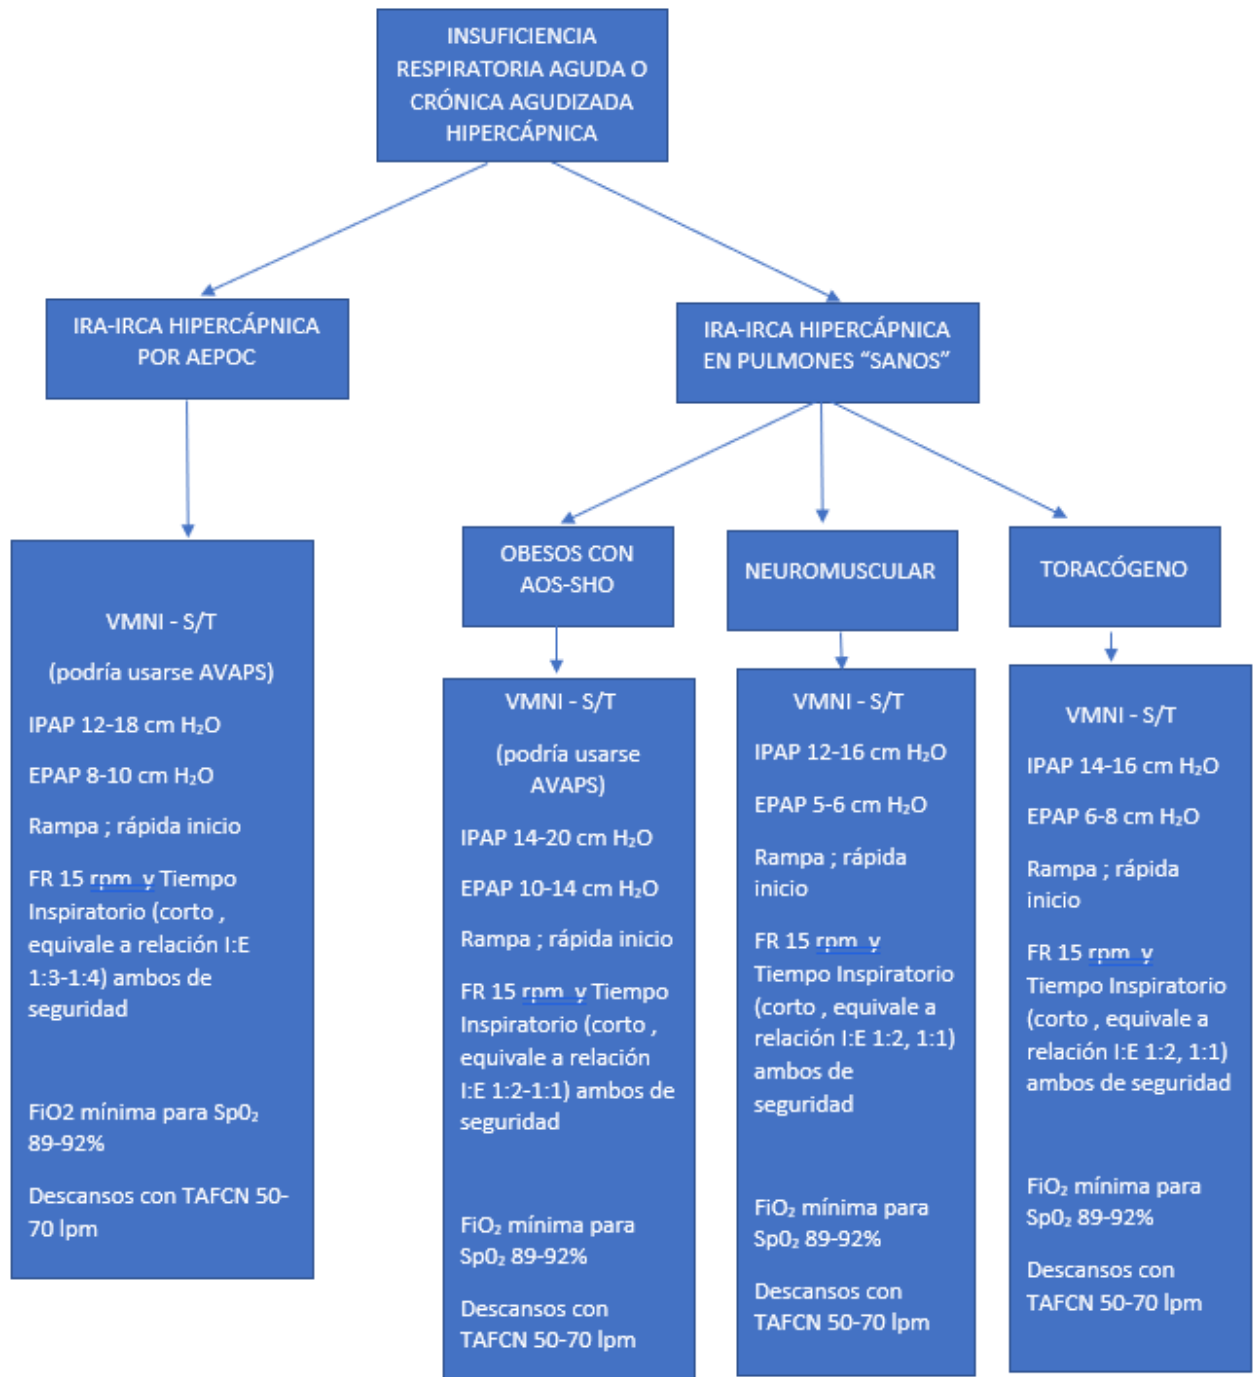 INSUFICIENCIA
RESPIRATORIA AGUDA O
CRÓNICA AGUDIZADA
HIPERCÁPNICA
IRA-IRCA HIPERCÁPNICA
POR AEPOC
IRA-IRCA HIPERCÁPNICA
EN PULMONES “SANOS”
VMNI - S/T
(podría usarse AVAPS)
IPAP 12-18 cm H₂O
EPAP 8-10 cm H₂O
Rampa ; rápida inicio
FR 15 rpm y Tiempo
Inspiratorio (corto ,
equivale a relación I:E
1:3-1:4) ambos de
seguridad
FiO2 mínima para Sp0₂
89-92%
Descansos con TAFCN 50-
70 lpm
OBESOS CON
AOS-SHO
VMNI - S/T
(podría usarse
AVAPS)
IPAP 14-20 cm H₂O
EPAP 10-14 cm H₂O
Rampa ; rápida inicio
FR 15 rpm y Tiempo
Inspiratorio (corto ,
equivale a relación
I:E 1:2-1:1) ambos de
seguridad
FiO₂ mínima para
Sp0₂ 89-92%
Descansos con
TAFCN 50-70 lpm
NEUROMUSCULAR
VMNI - S/T
IPAP 12-16 cm H₂O
EPAP 5-6 cm H₂O
Rampa ; rápida
inicio
FR 15 rpm y
Tiempo Inspiratorio
(corto , equivale a
relación I:E 1:2, 1:1)
ambos de
seguridad
FiO₂ mínima para
Sp0₂ 89-92%
Descansos con
TAFCN 50-70 lpm
TORACÓGENO
VMNI - S/T
IPAP 14-16 cm H₂O
EPAP 6-8 cm H₂O
Rampa ; rápida
inicio
FR 15 rpm y
Tiempo Inspiratorio
(corto , equivale a
relación I:E 1:2, 1:1)
ambos de seguridad
FiO₂ mínima para
Sp0₂ 89-92%
Descansos con
TAFCN 50-70 lpm